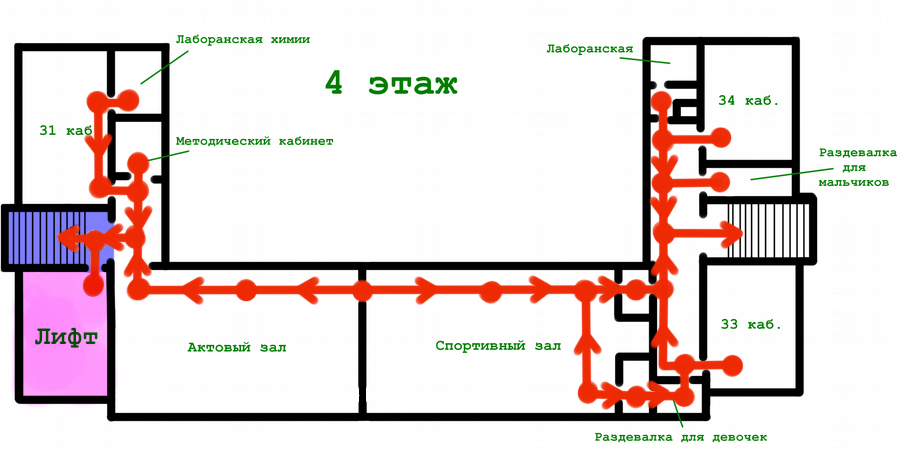 Лаборанская химии
Лаборанская
4 этаж
31 каб
34 каб.
Методический кабинет
Раздевалка
для
мальчиков
Лифт
Актовый зал
Спортивный зал
33 каб.
Раздевалка для девочек